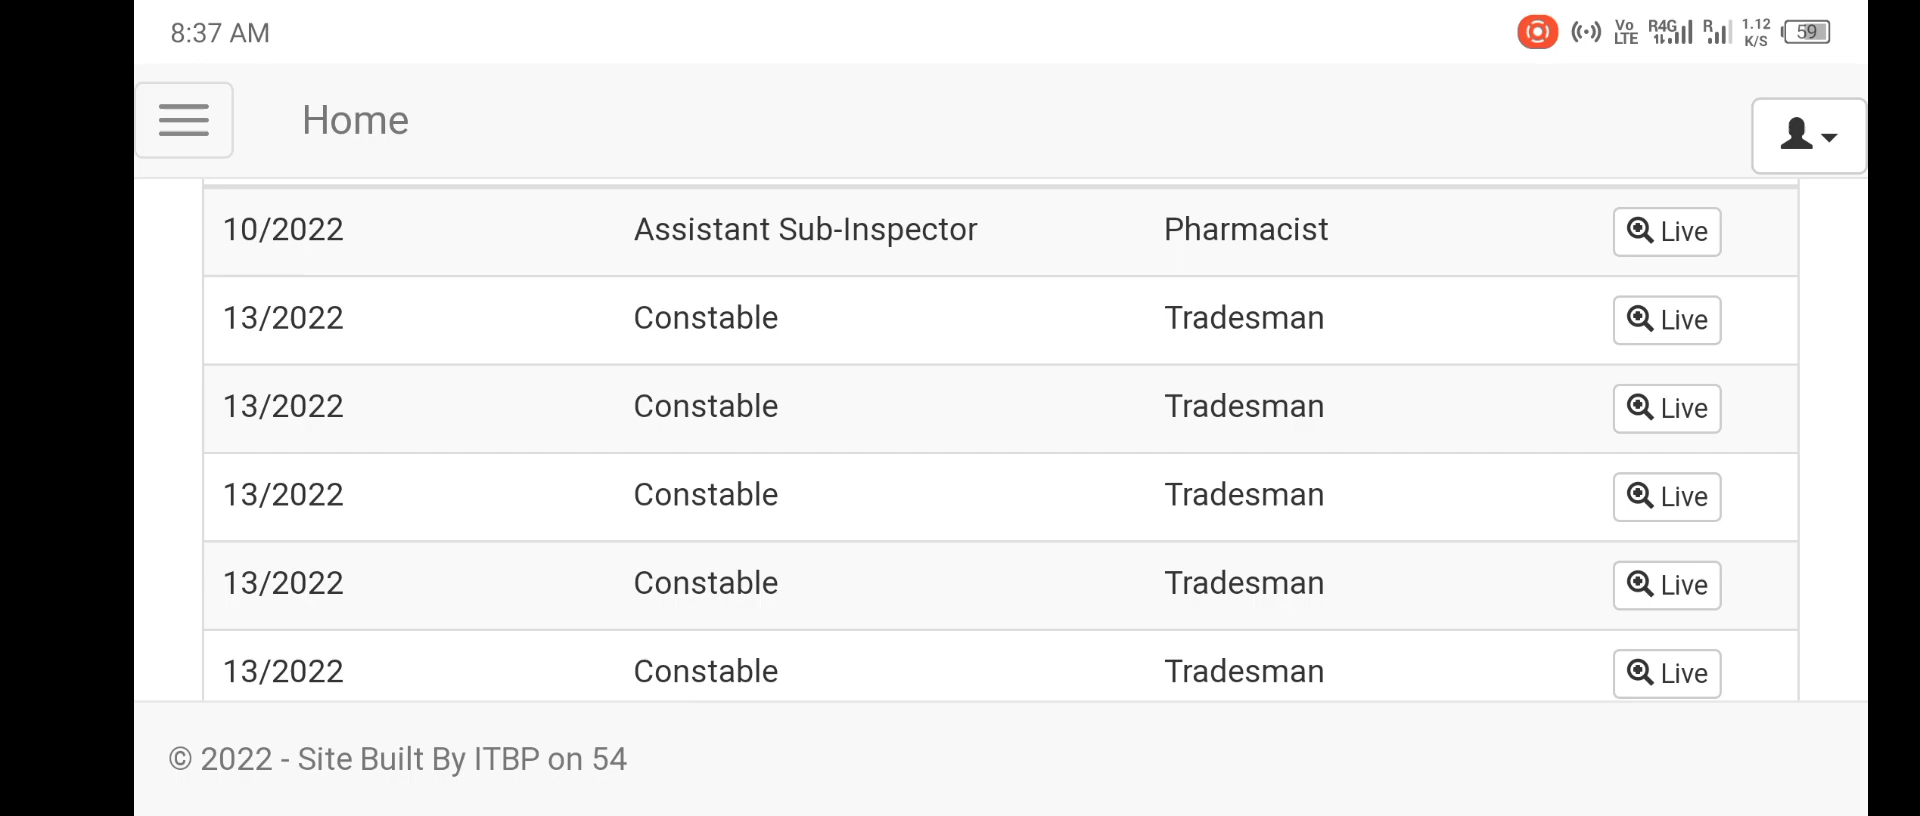 8:37 AM
Vo LTE R4G R 1.12 K/S 59
Home
10/2022 Assistant Sub-Inspector Pharmacist Live
13/2022 Constable Tradesman Live
13/2022 Constable Tradesman Live
13/2022 Constable Tradesman Live
13/2022 Constable Tradesman Live
13/2022 Constable Tradesman Live
© 2022 - Site Built By ITBP on 54